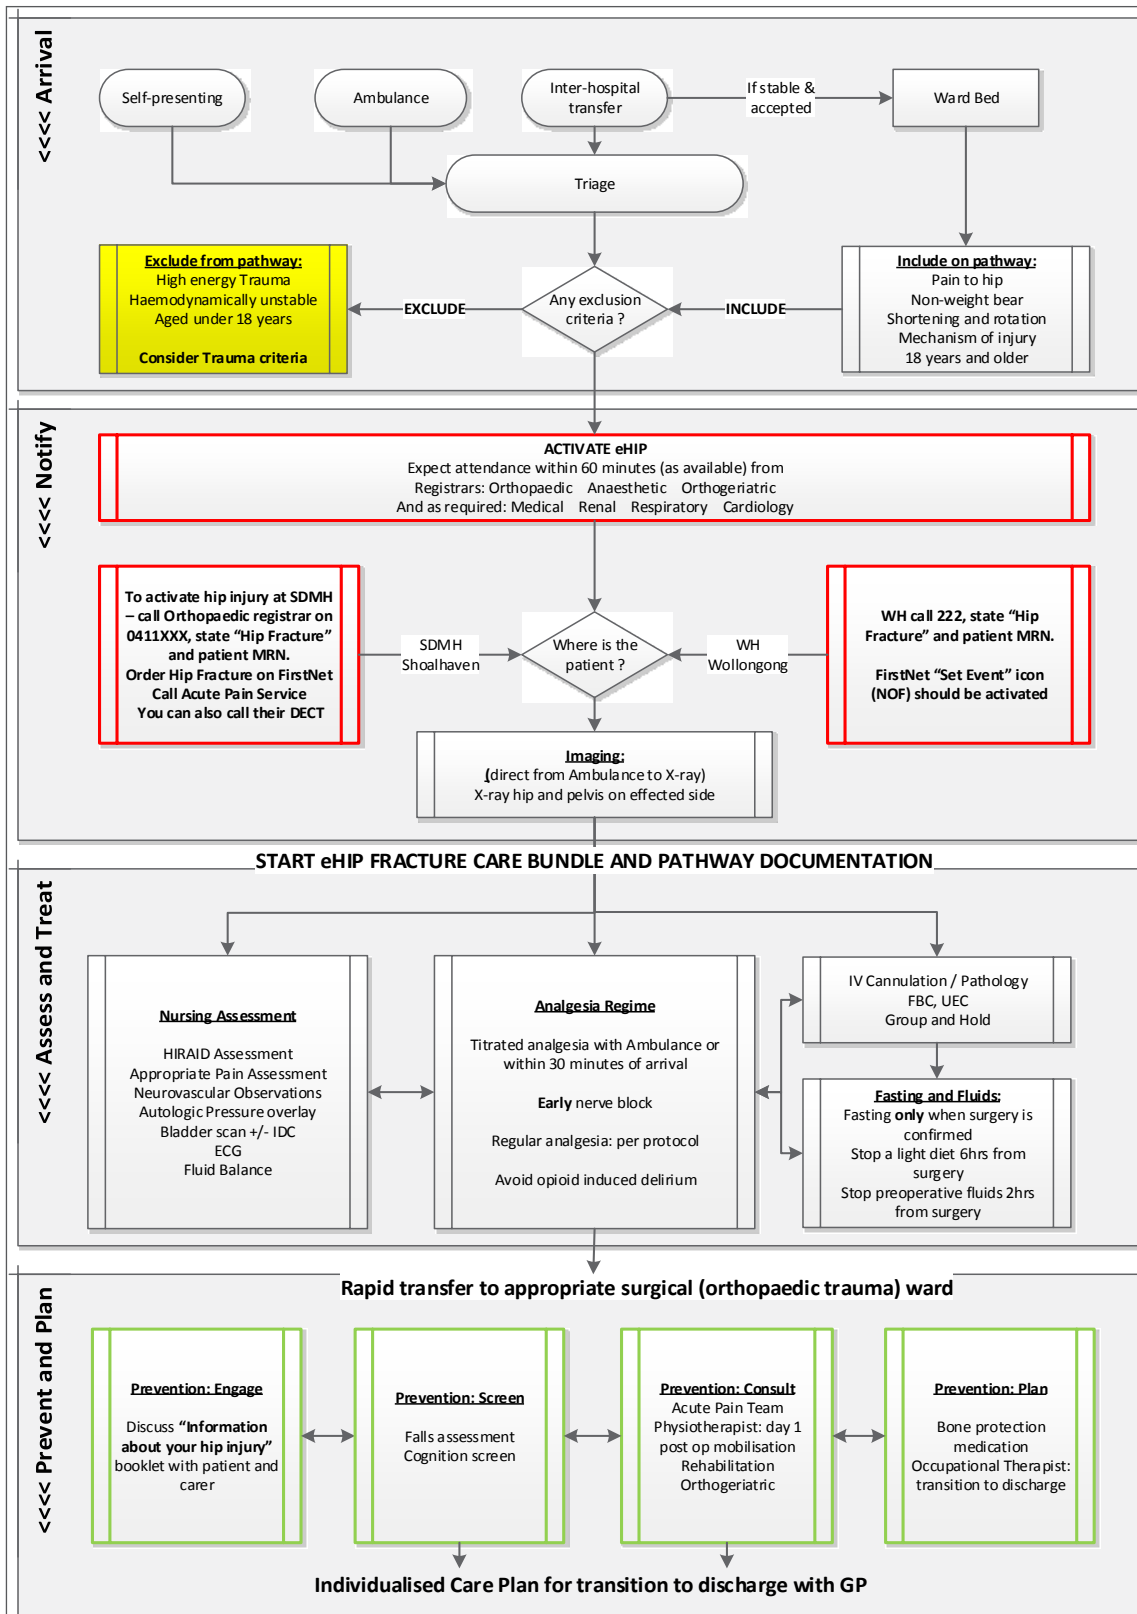 <<<< Arrival
Self-presenting
Ambulance
Inter-hospital
transfer
If stable &
accepted
Ward Bed
Triage
Exclude from pathway:
High energy Trauma
Haemodynamically unstable
Aged under 18 years
Consider Trauma criteria
EXCLUDE
Any exclusion
criteria ?
INCLUDE
Include on pathway:
Pain to hip
Non-weight bear
Shortening and rotation
Mechanism of injury
18 years and older
<<<< Notify
ACTIVATE eHIP
Expect attendance within 60 minutes (as available) from
Registrars: Orthopaedic Anaesthetic Orthogeriatric
And as required: Medical Renal Respiratory Cardiology
To activate hip injury at SDMH
– call Orthopaedic registrar on
0411XXX, state “Hip Fracture”
and patient MRN.
Order Hip Fracture on FirstNet
Call Acute Pain Service
You can also call their DECT
SDMH
Shoalhaven
Where is the
patient ?
WH
Wollongong
WH call 222, state “Hip
Fracture” and patient MRN.
FirstNet “Set Event” icon
(NOF) should be activated
Imaging:
(direct from Ambulance to X-ray)
X-ray hip and pelvis on effected side
START eHIP FRACTURE CARE BUNDLE AND PATHWAY DOCUMENTATION
<<<< Assess and Treat
Nursing Assessment
HIRAID Assessment
Appropriate Pain Assessment
Neurovascular Observations
Autologic Pressure overlay
Bladder scan +/- IDC
ECG
Fluid Balance
Analgesia Regime
Titrated analgesia with Ambulance or
within 30 minutes of arrival
Early nerve block
Regular analgesia: per protocol
Avoid opioid induced delirium
IV Cannulation / Pathology
FBC, UEC
Group and Hold
Fasting and Fluids:
Fasting only when surgery is
confirmed
Stop a light diet 6hrs from
surgery
Stop preoperative fluids 2hrs
from surgery
<<<< Prevent and Plan
Rapid transfer to appropriate surgical (orthopaedic trauma) ward
Prevention: Engage
Discuss “Information
about your hip injury”
booklet with patient and
carer
Prevention: Screen
Falls assessment
Cognition screen
Prevention: Consult
Acute Pain Team
Physiotherapist: day 1
post op mobilisation
Rehabilitation
Orthogeriatric
Prevention: Plan
Bone protection
medication
Occupational Therapist:
transition to discharge
Individualised Care Plan for transition to discharge with GP